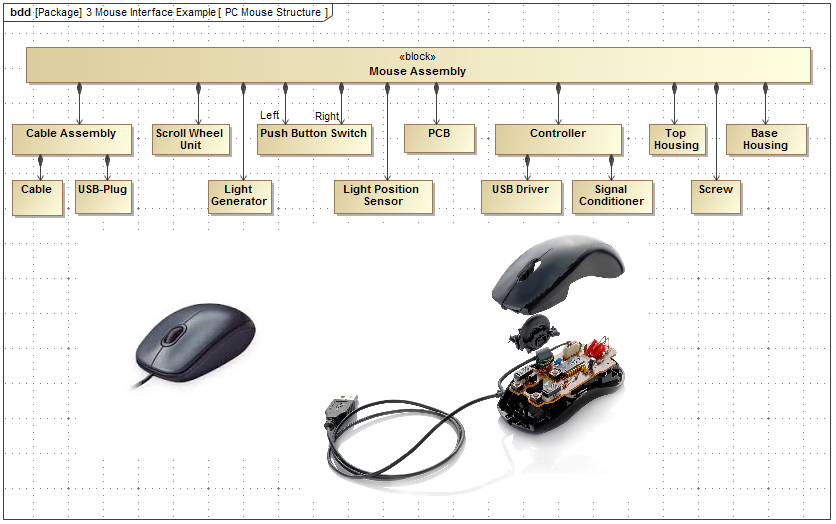 bdd [Package] 3 Mouse Interface Example [ PC Mouse Structure ]
«block»
Mouse Assembly
Left
Right
Cable Assembly
Scroll Wheel
Unit
Push Button Switch
PCB
Controller
Top
Housing
Base
Housing
Cable
USB-Plug
Light
Generator
Light Position
Sensor
USB Driver
Signal
Conditioner
Screw